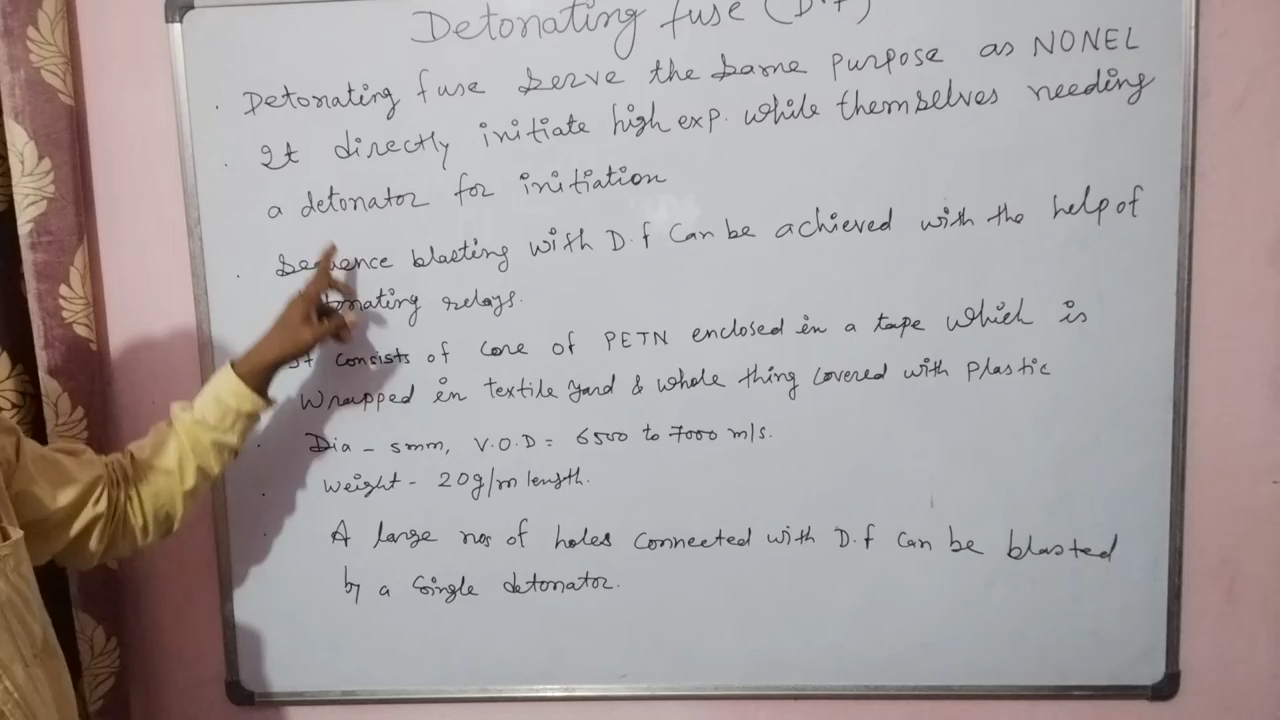 Detonating fuse (D.f)
. Detonating fuse serve the same purpose as NONEL
. It directly initiate high exp. while themselves needing
a detonator for initiation
. Sequence blasting with D.f can be achieved with the help of
relays.
It consists of core of PETN enclosed in a tape which is
wrapped in textile yard & whole thing covered with plastic
. Dia - 5mm, V.O.D = 6500 to 7000 m/s.
. weight - 20g/m length.
. A large nos of holes connected with D.f can be blasted
by a single detonator.